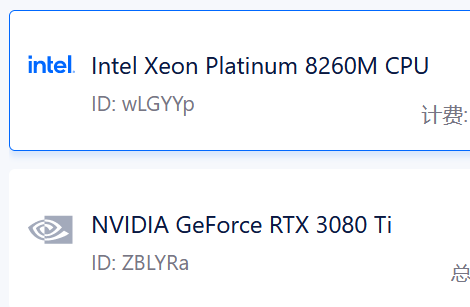 intel.
Intel Xeon Platinum 8260M CPU
ID: wLGYYp
计费:
NVIDIA GeForce RTX 3080 Ti
ID: ZBLYRa
总